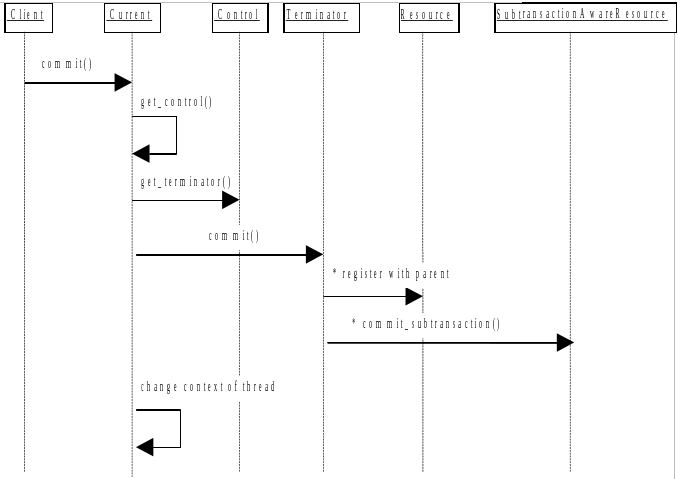 Client
Current
Control
Terminator
Resource
SubtransactionAwareResource
commit()
get_control()
get_terminator()
commit()
* register with parent
* commit_subtransaction()
change context of thread